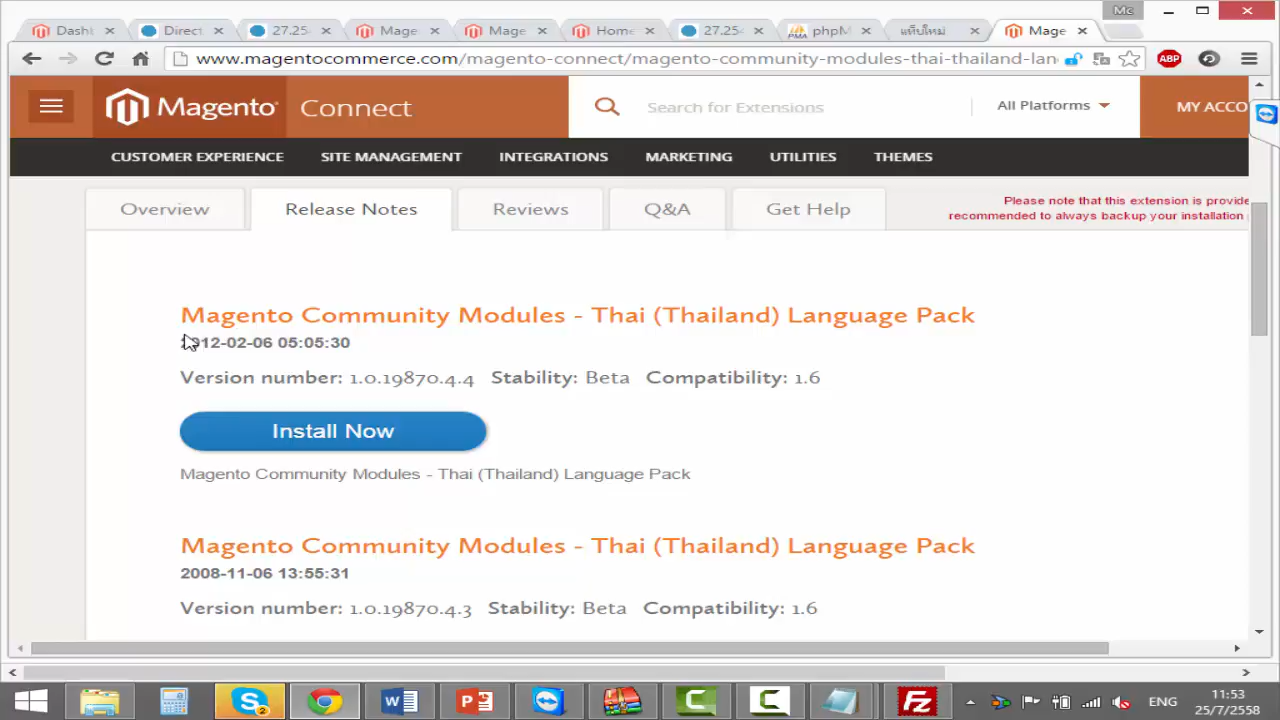 Mc
Dashl
Direct
27.25
Mage
Mage
Home
27.254
phpM
แท็บใหม่
Mage
www.magentocommerce.com/magento-connect/magento-community-modules-thai-thailand-lan
ABP
Magento Connect
Search for Extensions
All Platforms
MY ACCO
CUSTOMER EXPERIENCE
SITE MANAGEMENT
INTEGRATIONS
MARKETING
UTILITIES
THEMES
Overview
Release Notes
Reviews
Q&A
Get Help
Please note that this extension is provide
recommended to always backup your installation
Magento Community Modules - Thai (Thailand) Language Pack
2012-02-06 05:05:30
Version number: 1.0.19870.4.4 Stability: Beta Compatibility: 1.6
Install Now
Magento Community Modules - Thai (Thailand) Language Pack
Magento Community Modules - Thai (Thailand) Language Pack
2008-11-06 13:55:31
Version number: 1.0.19870.4.3 Stability: Beta Compatibility: 1.6
ENG
11:53
25/7/2558